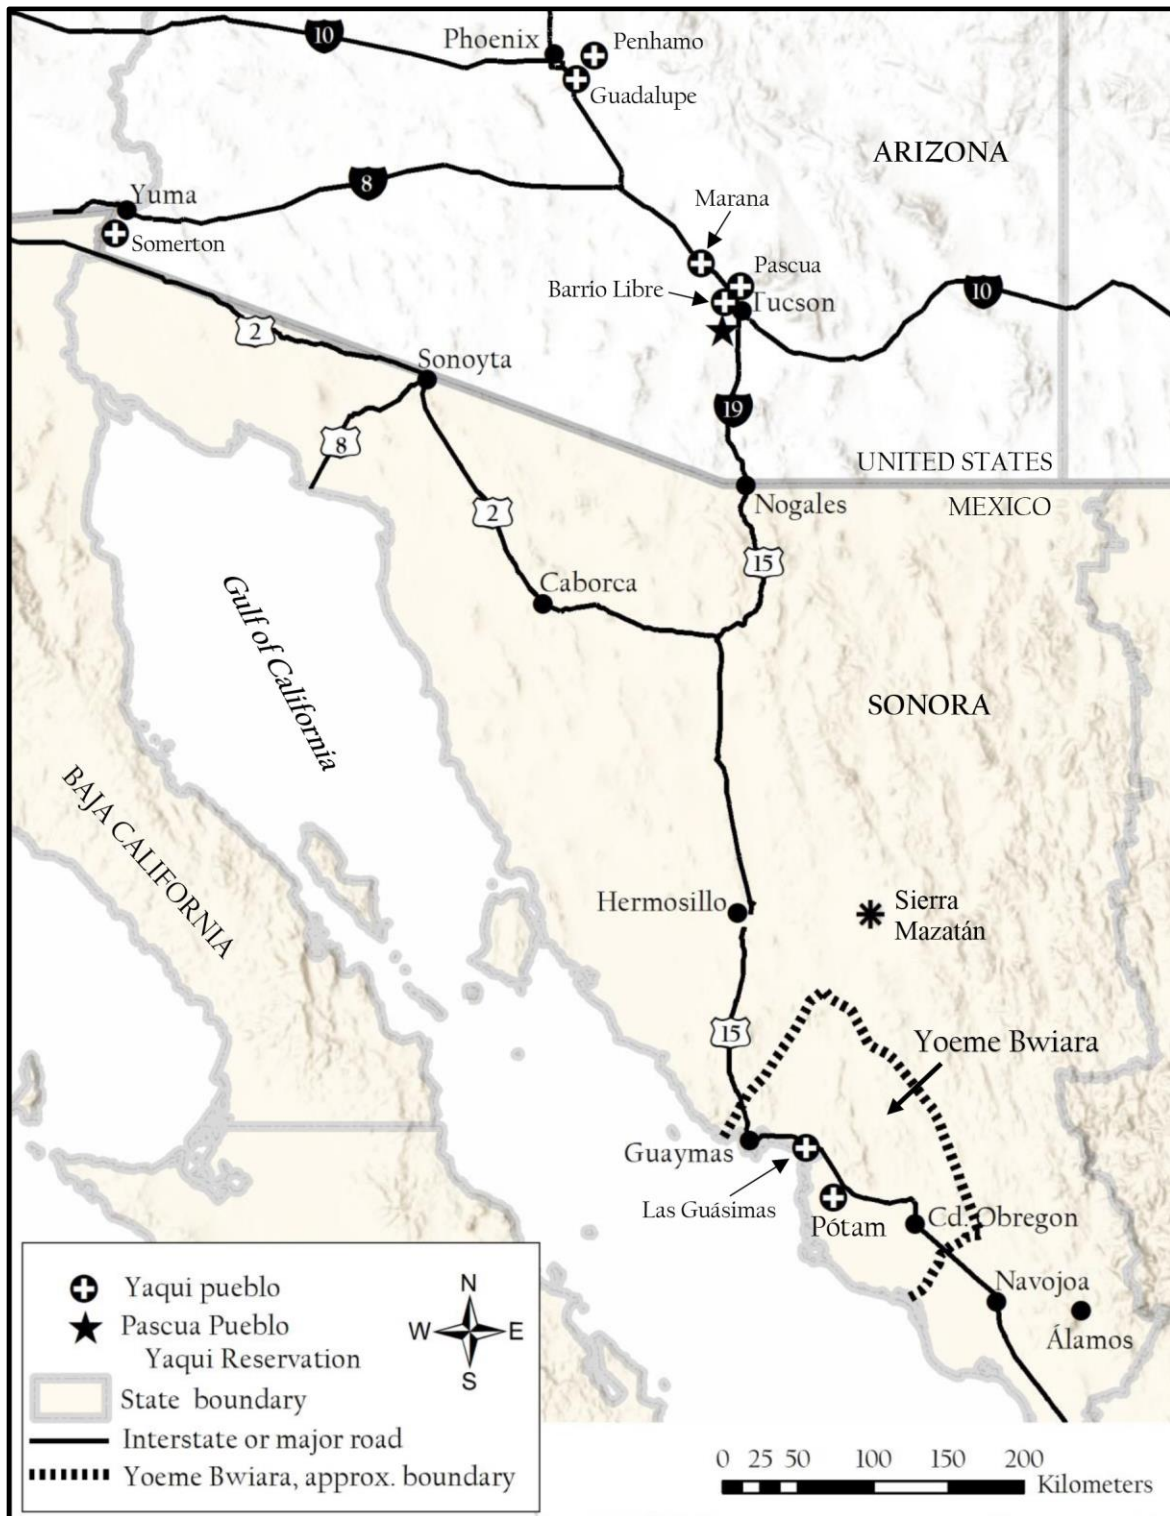 10
Phoenix
Penhamo
Guadalupe
ARIZONA
8
Yuma
Somerton
Marana
Pascua
Barrio Libre
Tucson
10
2
Sonoyta
19
8
UNITED STATES
MEXICO
Nogales
2
15
Caborca
Gulf of California
SONORA
BAJA CALIFORNIA
Hermosillo
Sierra
Mazatán
15
Yoeme Bwiara
Guaymas
Las Guásimas
Pótam
Cd. Obregon
Navojoa
Álamos
Yaqui pueblo
Pascua Pueblo
Yaqui Reservation
State boundary
Interstate or major road
Yoeme Bwiara, approx. boundary
N
W E
S
0 25 50 100 150 200
Kilometers